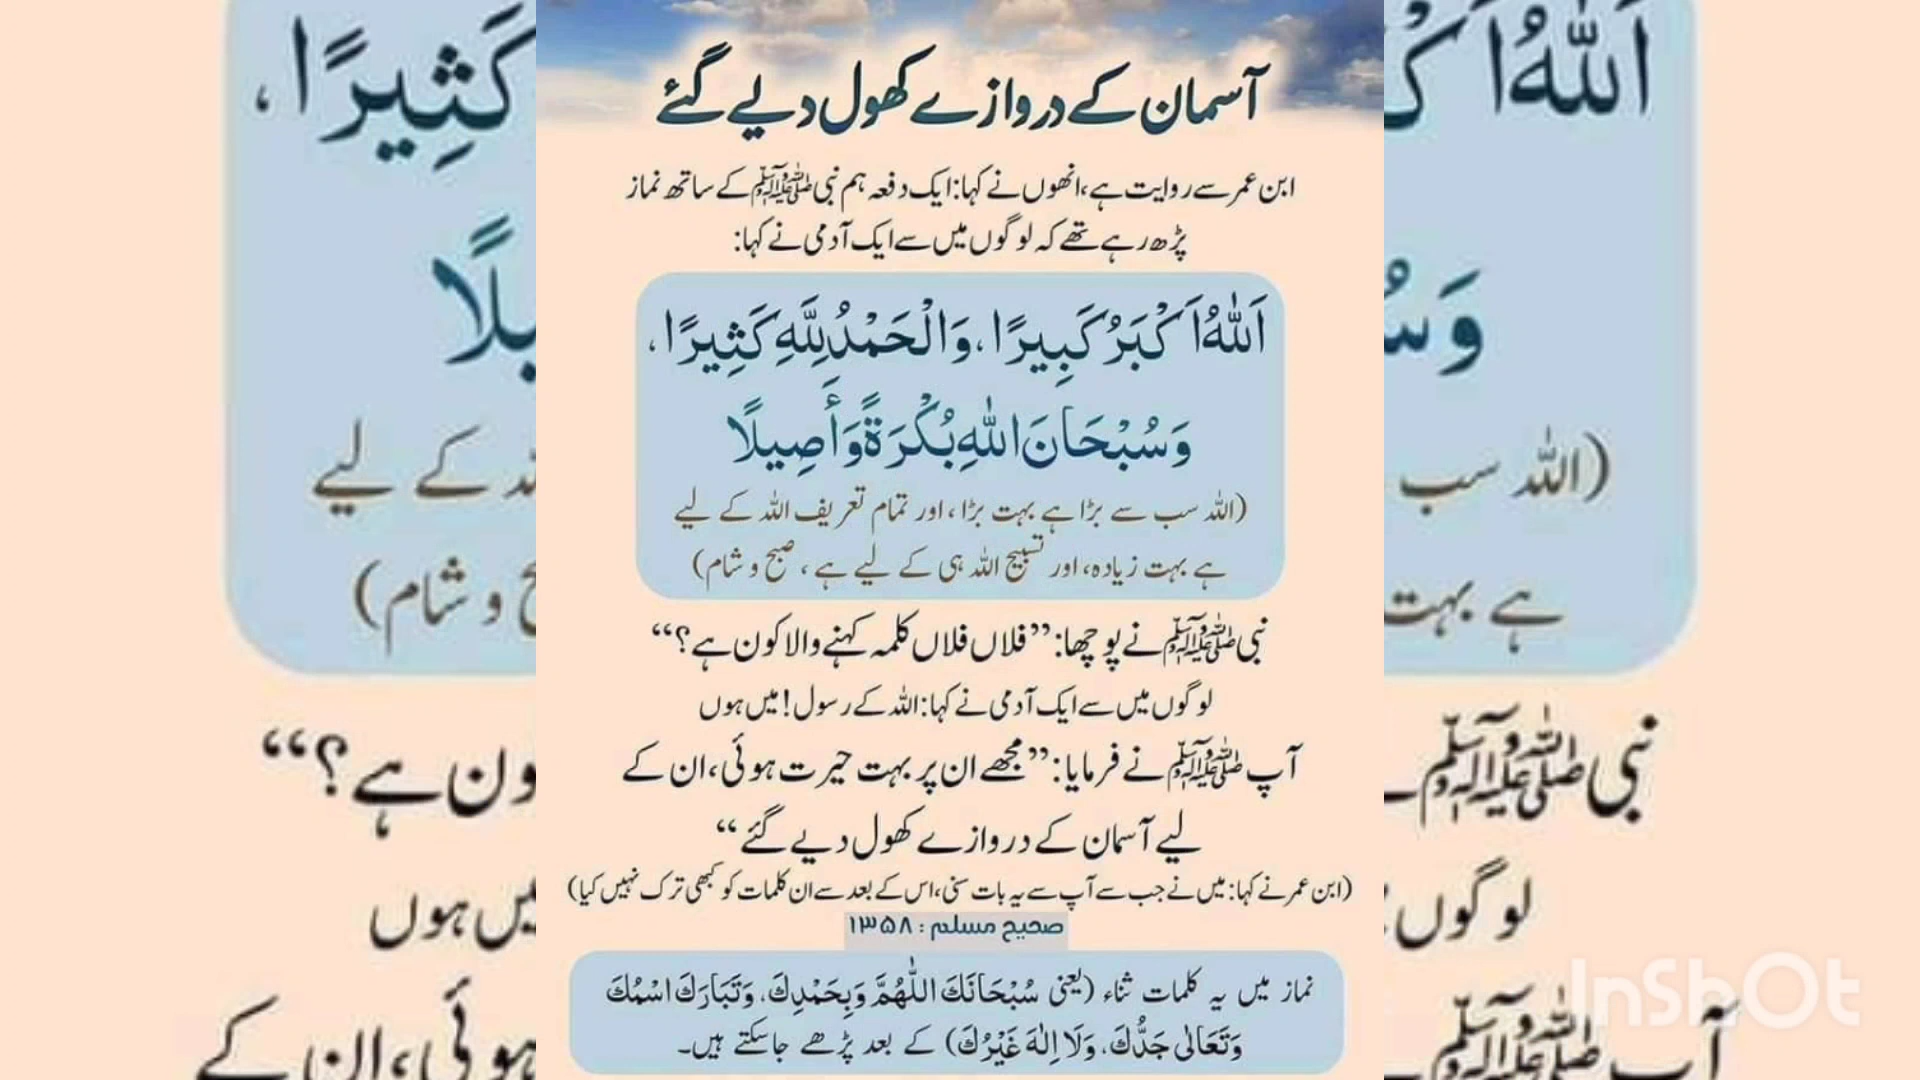 آسمان کے دروازے کھول دیے گئے
ابن عمر سے روایت ہے، انھوں نے کہا: ایک دفعہ ہم نبی ﷺ کے ساتھ نماز
پڑھ رہے تھے کہ لوگوں میں سے ایک آدمی نے کہا:
اَللّٰهُ اَكْبَرُ كَبِيرًا، وَالْحَمْدُ لِلَّهِ كَثِيرًا،
وَسُبْحَانَ اللّٰهِ بُكْرَةً وَأَصِيلًا
(اللہ سب سے بڑا ہے بہت بڑا، اور تمام تعریف اللہ کے لیے
ہے بہت زیادہ، اور تسبیح اللہ ہی کے لیے ہے، صبح و شام)
نبی ﷺ نے پوچھا: ”فلاں فلاں کلمہ کہنے والا کون ہے؟“
لوگوں میں سے ایک آدمی نے کہا: اللہ کے رسول! میں ہوں
آپ ﷺ نے فرمایا: ”مجھے ان پر بہت حیرت ہوئی، ان کے
لیے آسمان کے دروازے کھول دیے گئے“
(ابن عمر نے کہا: میں نے جب سے آپ سے یہ بات سنی، اس کے بعد سے ان کلمات کو کبھی ترک نہیں کیا)
صحیح مسلم : ۱۳۵۸
نماز میں یہ کلمات ثناء (یعنی سُبْحَانَكَ اللّٰهُمَّ وَبِحَمْدِكَ، وَتَبَارَكَ اسْمُكَ
وَتَعَالٰى جَدُّكَ، وَلَا اِلٰهَ غَيْرُكَ) کے بعد پڑھے جاسکتے ہیں۔
InShOt